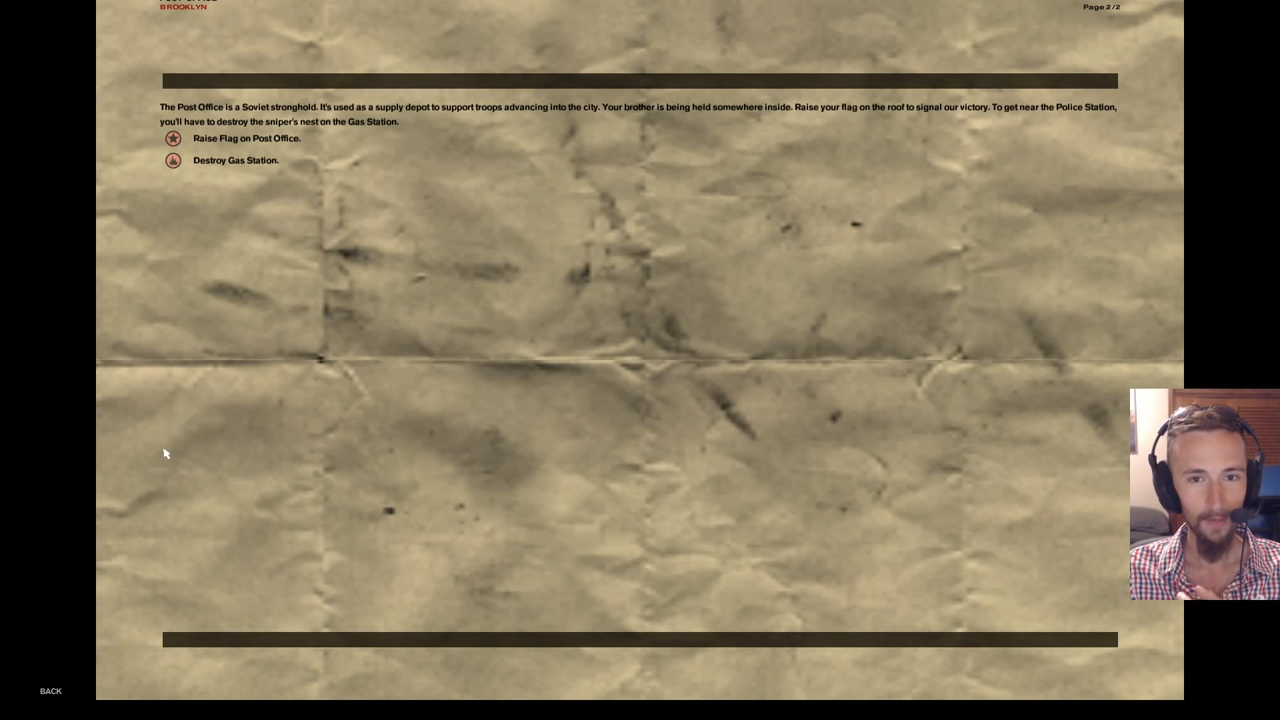 BROOKLYN
Page 2/2
The Post Office is a Soviet stronghold. It's used as a supply depot to support troops advancing into the city. Your brother is being held somewhere inside. Raise your flag on the roof to signal our victory. To get near the Police Station,
you'll have to destroy the sniper's nest on the Gas Station.
Raise Flag on Post Office.
Destroy Gas Station.
BACK